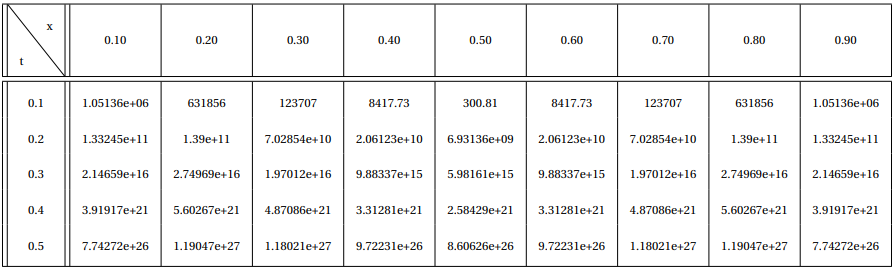 x
t
0.10 0.20 0.30 0.40 0.50 0.60 0.70 0.80 0.90
0.1 1.05136e+06 631856 123707 8417.73 300.81 8417.73 123707 631856 1.05136e+06
0.2 1.33245e+11 1.39e+11 7.02854e+10 2.06123e+10 6.93136e+09 2.06123e+10 7.02854e+10 1.39e+11 1.33245e+11
0.3 2.14659e+16 2.74969e+16 1.97012e+16 9.88337e+15 5.98161e+15 9.88337e+15 1.97012e+16 2.74969e+16 2.14659e+16
0.4 3.91917e+21 5.60267e+21 4.87086e+21 3.31281e+21 2.58429e+21 3.31281e+21 4.87086e+21 5.60267e+21 3.91917e+21
0.5 7.74272e+26 1.19047e+27 1.18021e+27 9.72231e+26 8.60626e+26 9.72231e+26 1.18021e+27 1.19047e+27 7.74272e+26